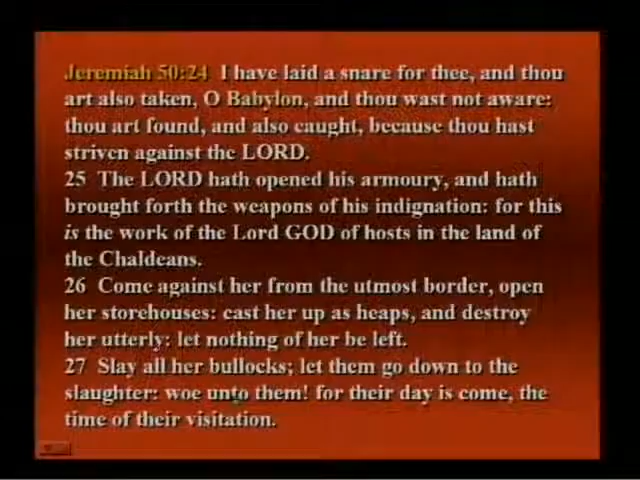 Jeremiah 50:24 I have laid a snare for thee, and thou
art also taken, O Babylon, and thou wast not aware:
thou art found, and also caught, because thou hast
striven against the LORD.
25 The LORD hath opened his armoury, and hath
brought forth the weapons of his indignation: for this
is the work of the Lord GOD of hosts in the land of
the Chaldeans.
26 Come against her from the utmost border, open
her storehouses: cast her up as heaps, and destroy
her utterly: let nothing of her be left.
27 Slay all her bullocks; let them go down to the
slaughter: woe unto them! for their day is come, the
time of their visitation.